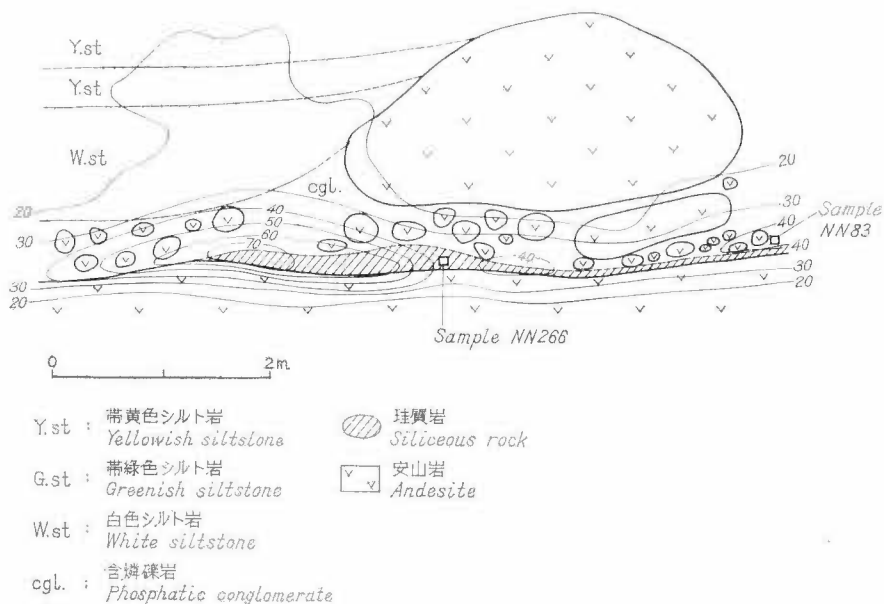 Y.st
Y.st
W.st
cgl.
20
30
40
50
60
70
40
20
30
40
40
30
20
30
20
Sample
NN83
Sample NN266
0 2m
Y.st : 帯黄色シルト岩
Yellowish siltstone
G.st : 帯緑色シルト岩
Greenish siltstone
W.st : 白色シルト岩
White siltstone
cgl. : 含燐礫岩
Phosphatic conglomerate
珪質岩
Siliceous rock
安山岩
Andesite